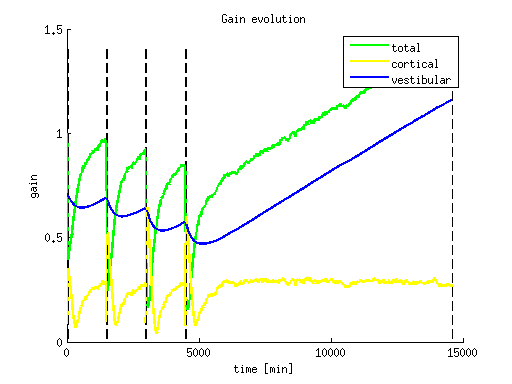 Gain evolution
1.5
total
cortical
vestibular
1
gain
0.5
0
0
5000
10000
15000
time [min]